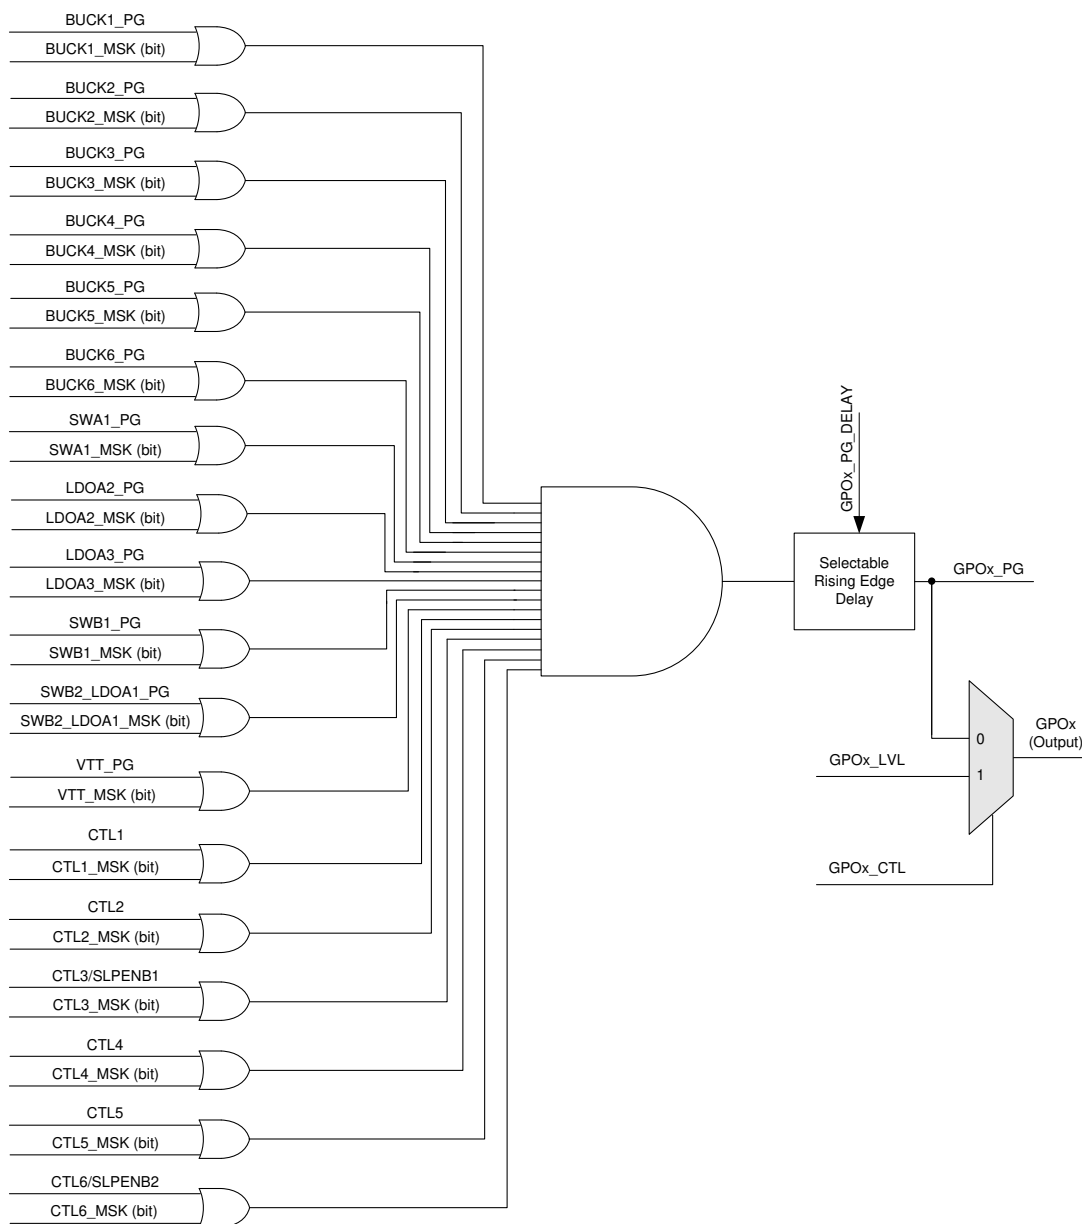 BUCK1_PG
BUCK1_MSK (bit)
BUCK2_PG
BUCK2_MSK (bit)
BUCK3_PG
BUCK3_MSK (bit)
BUCK4_PG
BUCK4_MSK (bit)
BUCK5_PG
BUCK5_MSK (bit)
BUCK6_PG
BUCK6_MSK (bit)
SWA1_PG
SWA1_MSK (bit)
LDOA2_PG
LDOA2_MSK (bit)
LDOA3_PG
LDOA3_MSK (bit)
SWB1_PG
SWB1_MSK (bit)
SWB2_LDOA1_PG
SWB2_LDOA1_MSK (bit)
VTT_PG
VTT_MSK (bit)
CTL1
CTL1_MSK (bit)
CTL2
CTL2_MSK (bit)
CTL3/SLPENB1
CTL3_MSK (bit)
CTL4
CTL4_MSK (bit)
CTL5
CTL5_MSK (bit)
CTL6/SLPENB2
CTL6_MSK (bit)
GPOx_PG_DELAY
Selectable
Rising Edge
Delay
GPOx_PG
GPOx_LVL
0
1
GPOx
(Output)
GPOx_CTL